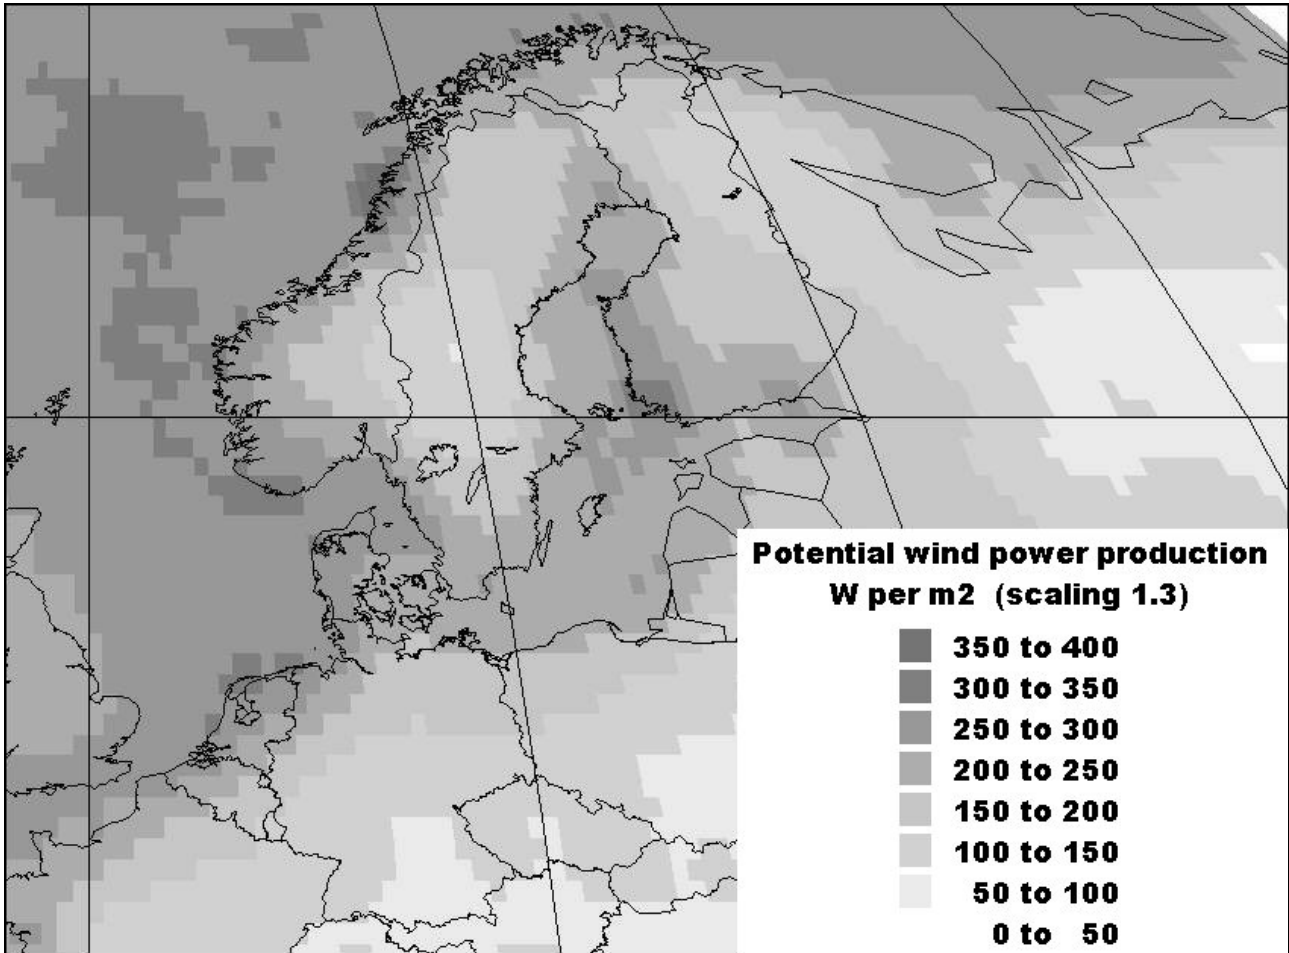 Potential wind power production
W per m2 (scaling 1.3)
350 to 400
300 to 350
250 to 300
200 to 250
150 to 200
100 to 150
50 to 100
0 to 50